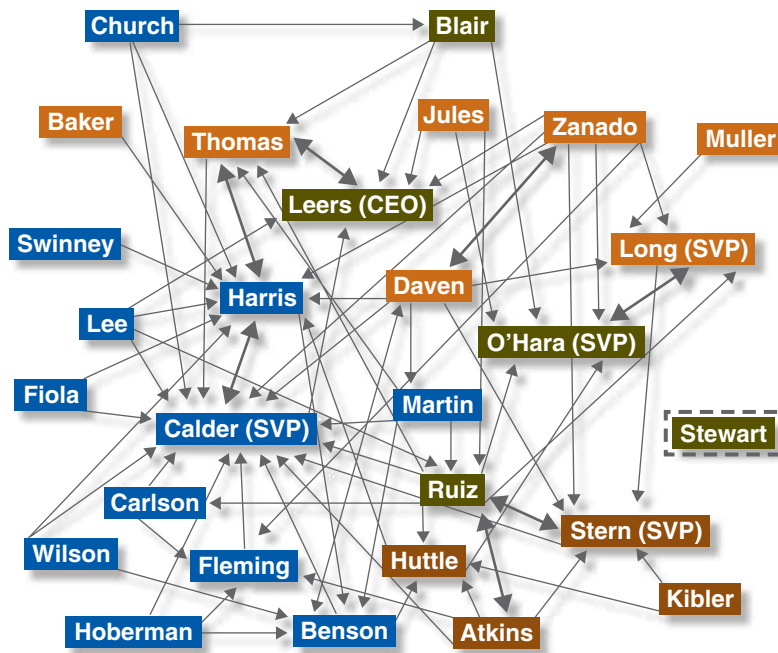 Church
Blair
Baker
Thomas
Jules
Zanado
Muller
Leers (CEO)
Swinney
Long (SVP)
Harris
Daven
Lee
O'Hara (SVP)
Fiola
Martin
Calder (SVP)
Stewart
Ruiz
Carlson
Stern (SVP)
Wilson
Fleming
Huttle
Kibler
Hoberman
Benson
Atkins